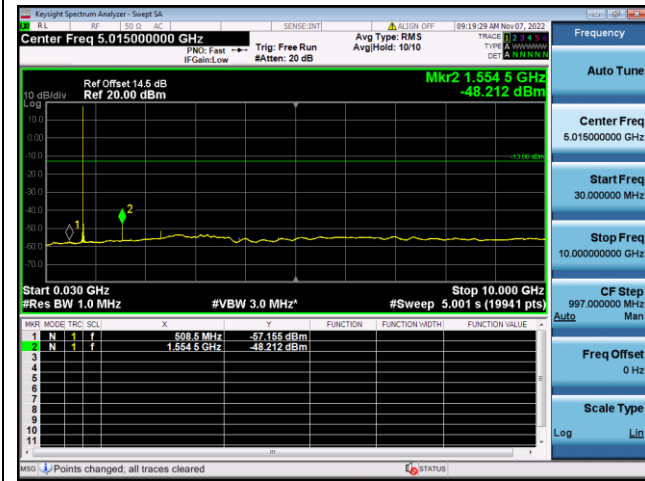 Keysight Spectrum Analyzer - Swept SA
RL RF 50 Ω AC SENSE:INT ALIGN OFF 09:19:29 AM Nov 07, 2022
Center Freq 5.015000000 GHz
PNO: Fast
IFGain:Low
Trig: Free Run
#Atten: 20 dB
Avg Type: RMS
Avg|Hold: 10/10
TRACE 1 2 3 4 5 6
TYPE A WWWWW
DET A NNNNN
Ref Offset 14.5 dB
10 dB/div Ref 20.00 dBm
Log
Mkr2 1.554 5 GHz
-48.212 dBm
10.0
0.00
-10.0
-13.00 dBm
-20.0
-30.0
-40.0
-50.0
-60.0
-70.0
1
2
Start 0.030 GHz Stop 10.000 GHz
#Res BW 1.0 MHz #VBW 3.0 MHz* #Sweep 5.001 s (19941 pts)
MKR MODE TRC SCL X Y FUNCTION FUNCTION WIDTH FUNCTION VALUE
1 N 1 f 508.5 MHz -57.155 dBm
2 N 1 f 1.554 5 GHz -48.212 dBm
3
4
5
6
7
8
9
10
11
MSG Points changed; all traces cleared STATUS
Frequency
Auto Tune
Center Freq
5.015000000 GHz
Start Freq
30.000000 MHz
Stop Freq
10.000000000 GHz
CF Step
997.000000 MHz
Auto Man
Freq Offset
0 Hz
Scale Type
Log Lin